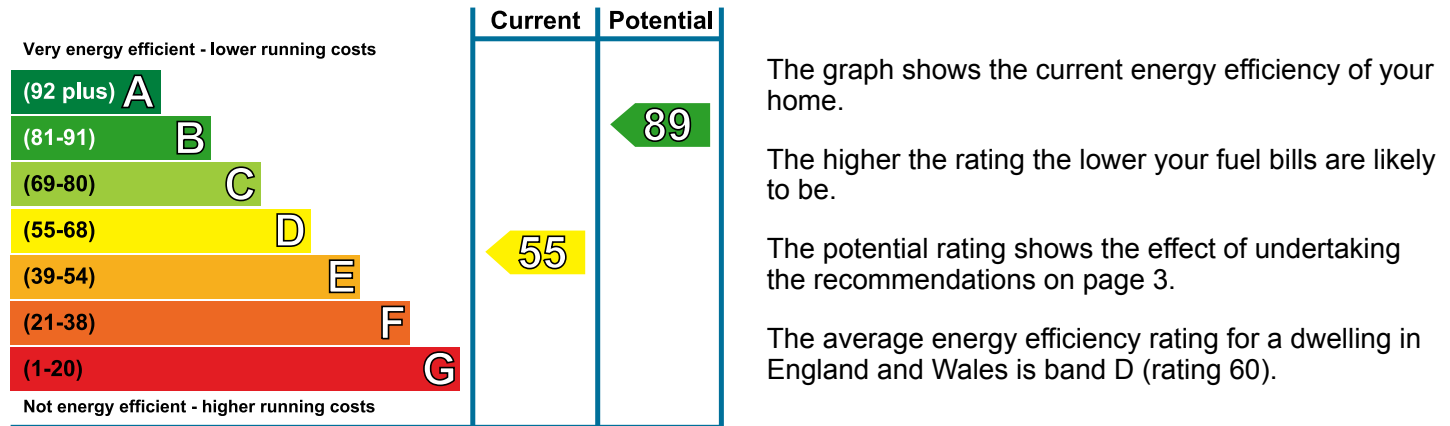 Current Potential
Very energy efficient - lower running costs
(92 plus) A
(81-91) B
(69-80) C
(55-68) D
(39-54) E
(21-38) F
(1-20) G
Not energy efficient - higher running costs
55
89
The graph shows the current energy efficiency of your
home.
The higher the rating the lower your fuel bills are likely
to be.
The potential rating shows the effect of undertaking
the recommendations on page 3.
The average energy efficiency rating for a dwelling in
England and Wales is band D (rating 60).